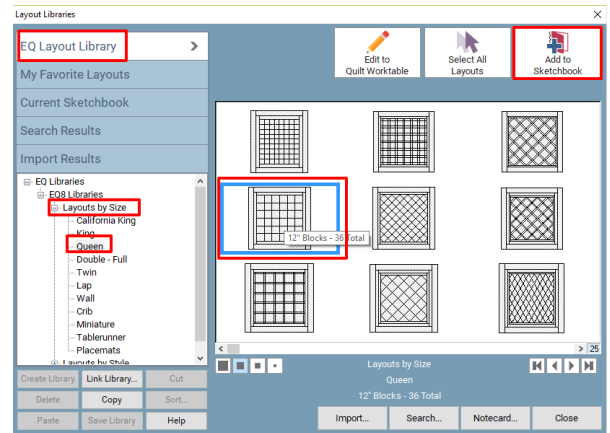 Layout Libraries
EQ Layout Library
My Favorite Layouts
Current Sketchbook
Search Results
Import Results
EQ Libraries
EQ8 Libraries
Layouts by Size
California King
King
Queen
Double - Full
Twin
Lap
Wall
Crib
Miniature
Tablerunner
Placemats
Layouts by Style
Create Library
Link Library...
Cut
Delete
Copy
Sort...
Paste
Save Library
Help
Edit to
Quilt Worktable
Select All
Layouts
Add to
Sketchbook
12" Blocks - 36 Total
25
Layouts by Size
Queen
12" Blocks - 36 Total
Import...
Search...
Notecard...
Close